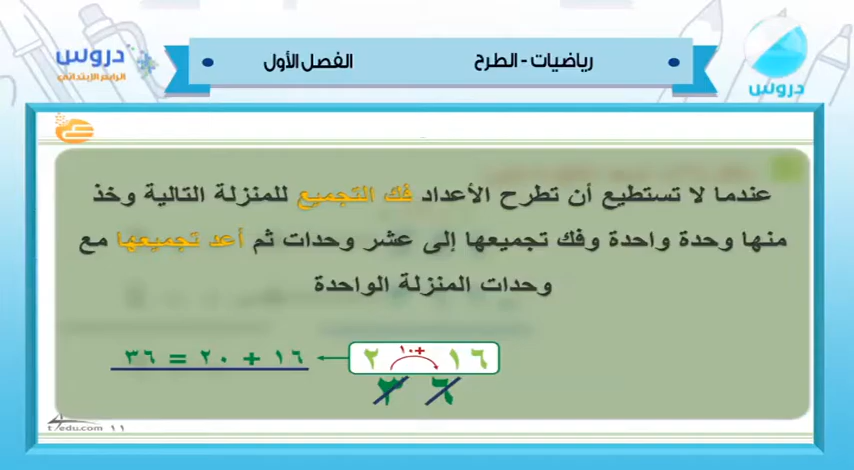 دروس
الرابع الإبتدائي
الفصل الأول
رياضيات - الطرح
دروس
عندما لا تستطيع أن تطرح الأعداد فك التجميع للمنزلة التالية وخذ
منها وحدة واحدة وفك تجميعها إلى عشر وحدات ثم أعد تجميعها مع
وحدات المنزلة الواحدة
١٠+
٣٦ = ٢٠ + ١٦
٢ ١٦
٣ ٦
edu.com ١١